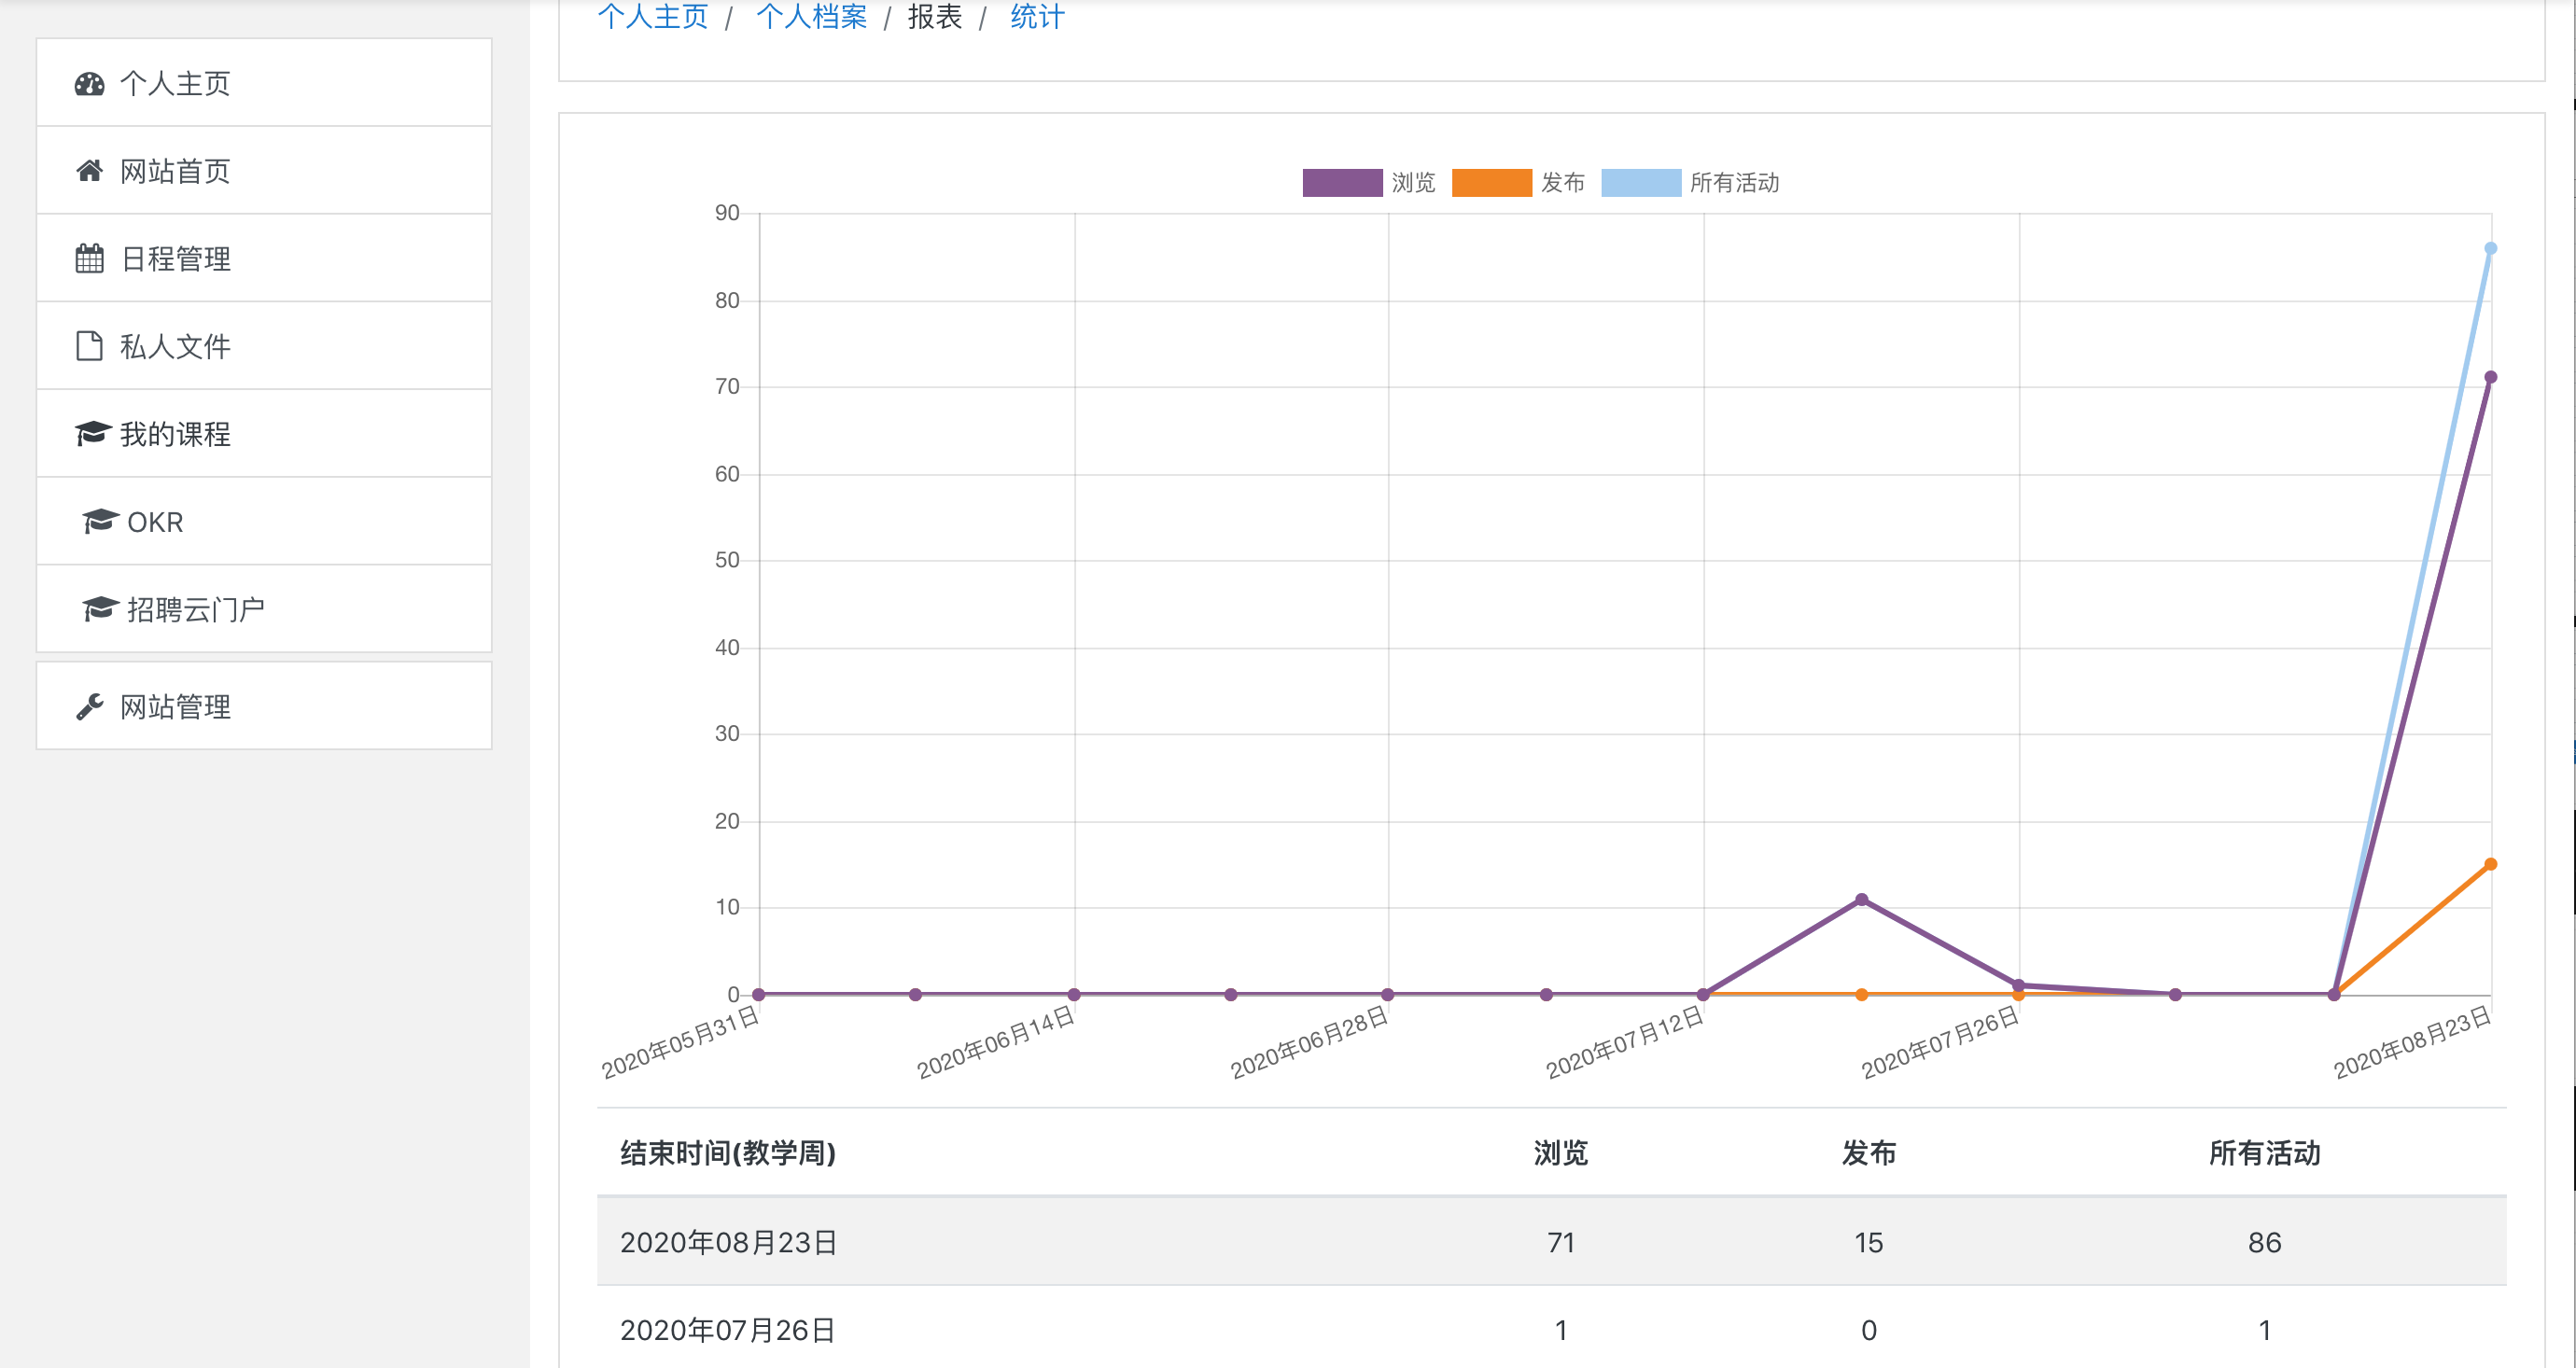 个人主页 / 个人档案 / 报表 / 统计
个人主页
网站首页
日程管理
私人文件
我的课程
OKR
招聘云门户
网站管理
浏览 发布 所有活动
90
80
70
60
50
40
30
20
10
0
2020年05月31日 2020年06月14日 2020年06月28日 2020年07月12日 2020年07月26日 2020年08月23日
结束时间(教学周) 浏览 发布 所有活动
2020年08月23日 71 15 86
2020年07月26日 1 0 1